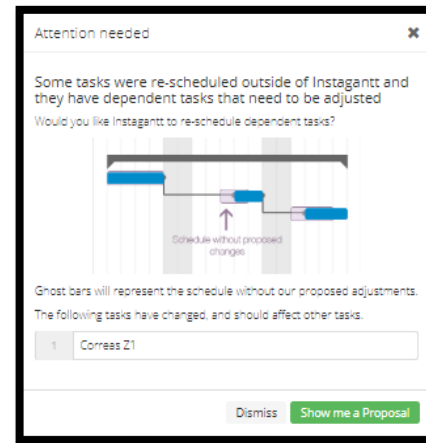 Attention needed
Some tasks were re-scheduled outside of Instagantt and
they have dependent tasks that need to be adjusted
Would you like Instagantt to re-schedule dependent tasks?
Schedule without proposed
changes
Ghost bars will represent the schedule without our proposed adjustments.
The following tasks have changed, and should affect other tasks.
1 Correas Z1
Dismiss Show me a Proposal